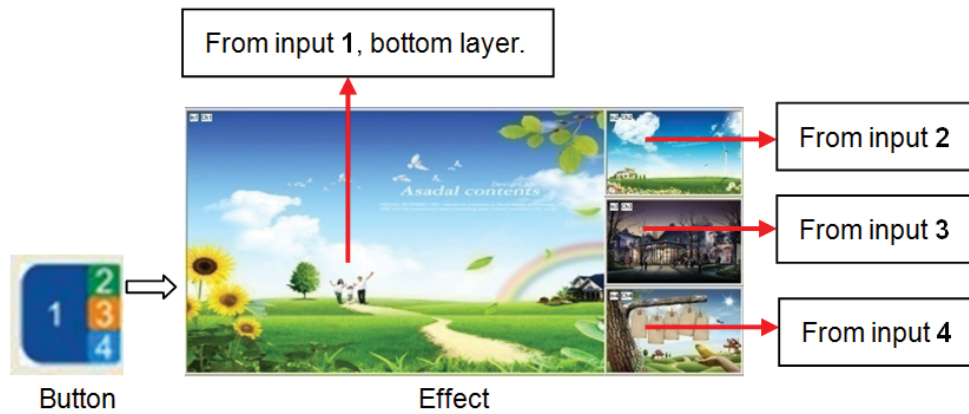 From input 1, bottom layer.
Asadal contents
From input 2
From input 3
From input 4
1
2
3
4
Button
Effect